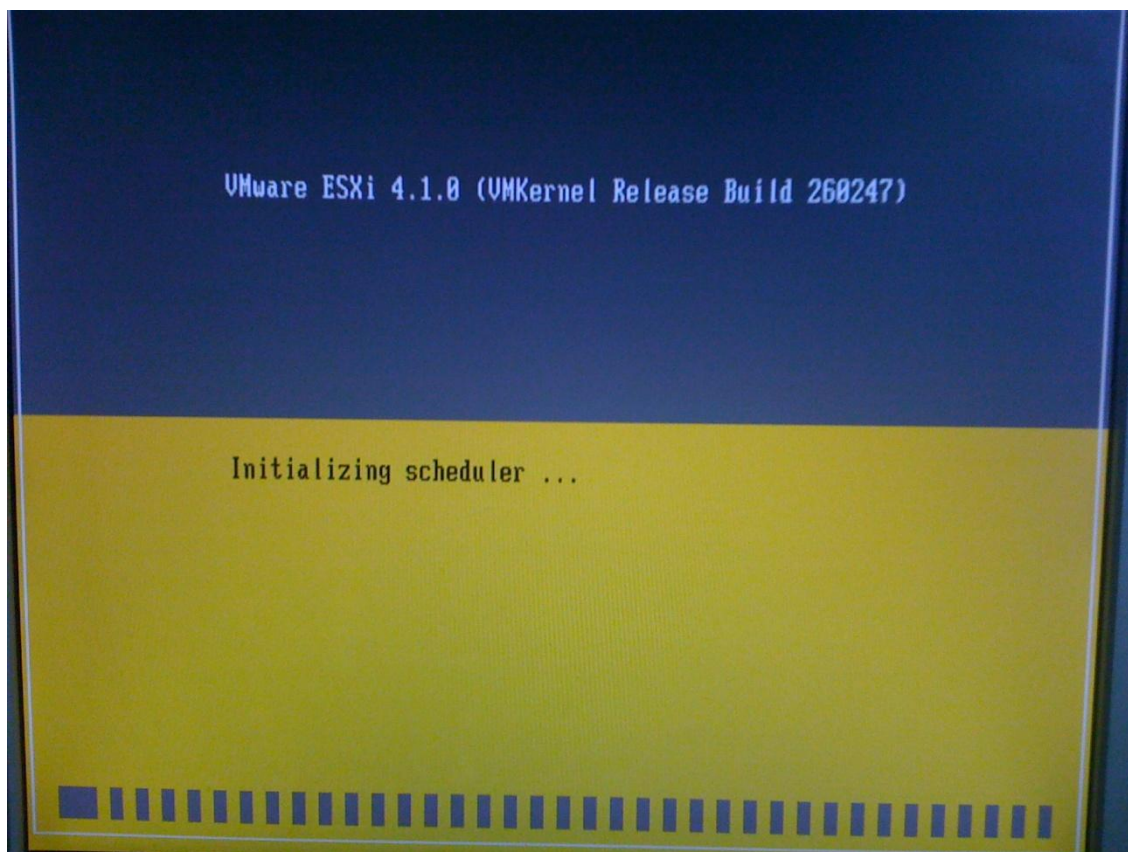 VMware ESXi 4.1.0 (VMKernel Release Build 260247)
Initializing scheduler ...